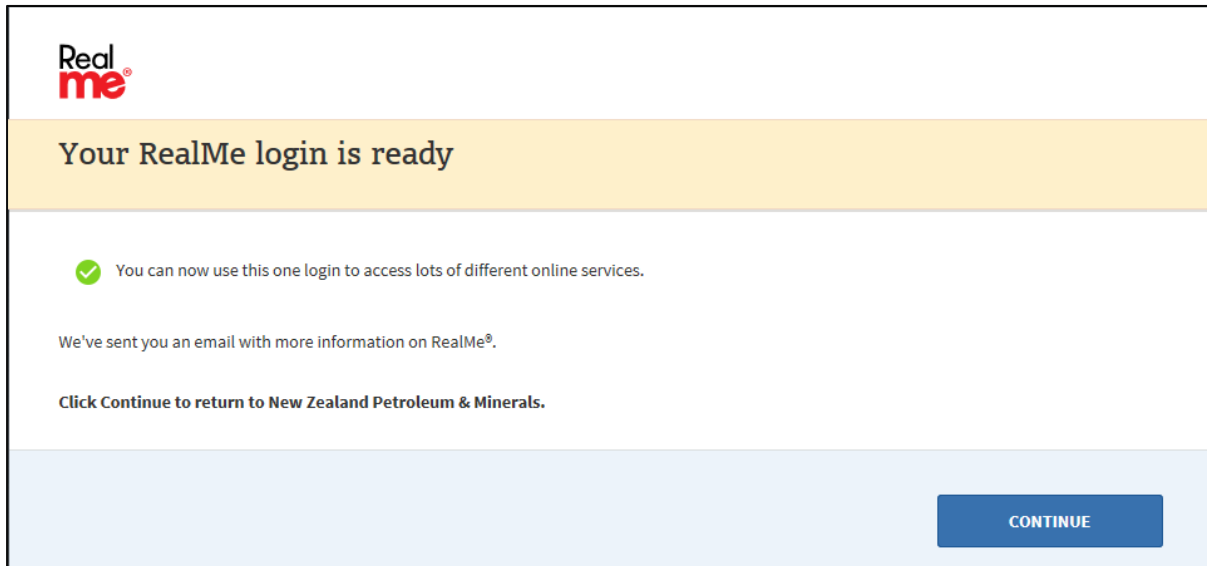 Real
me®
Your RealMe login is ready
You can now use this one login to access lots of different online services.
We've sent you an email with more information on RealMe®.
Click Continue to return to New Zealand Petroleum & Minerals.
CONTINUE